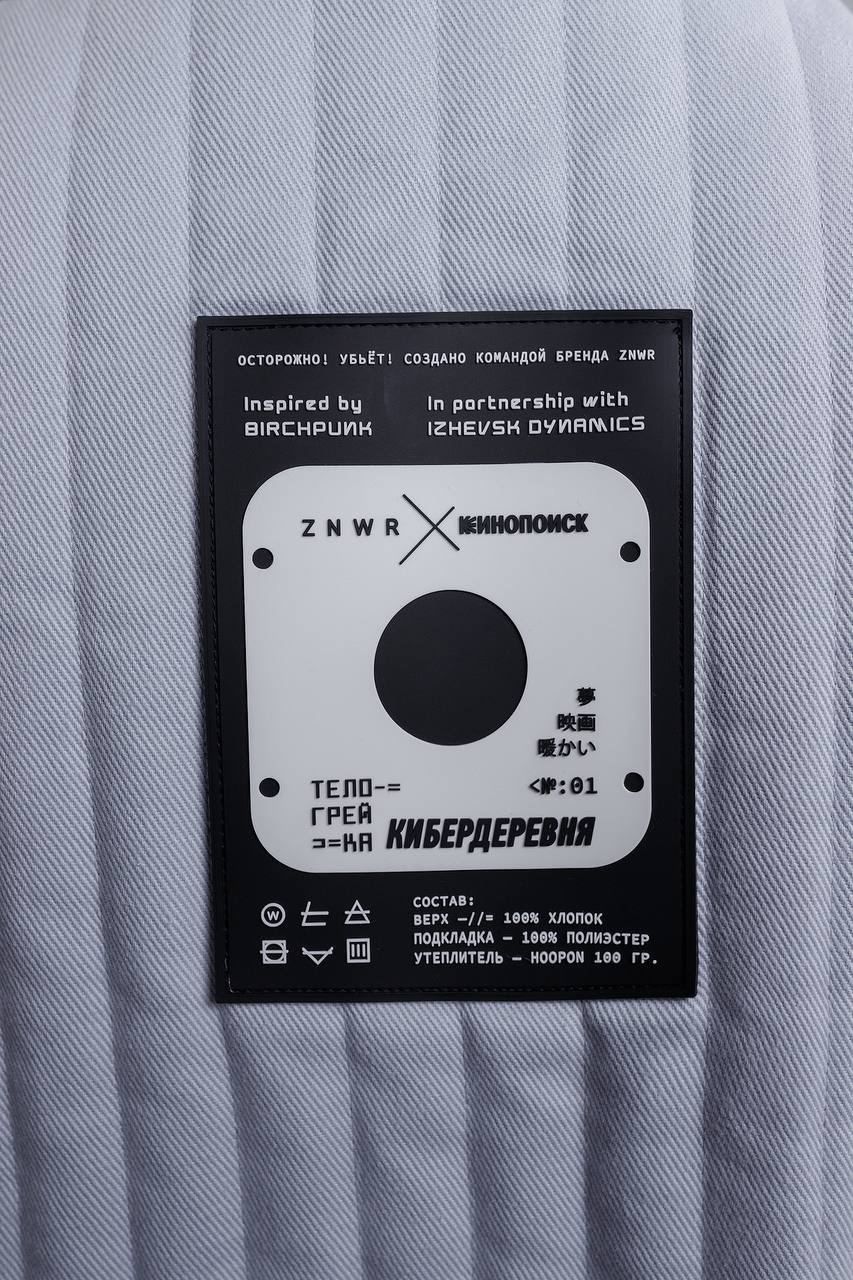 ОСТОРОЖНО! УБЬЁТ! СОЗДАНО КОМАНДОЙ БРЕНДА ZNWR
Inspired by
BIRCHPUNK
In partnership with
IZHEVSK DYNAMICS
ZNWR X КИНОПОИСК
夢
映画
暖かい
ТЕЛО-=
ГРЕЙ
=КА
<№:01
КИБЕРДЕРЕВНЯ
W
СОСТАВ:
ВЕРХ —//= 100% ХЛОПОК
ПОДКЛАДКА — 100% ПОЛИЭСТЕР
УТЕПЛИТЕЛЬ — HOOPON 100 ГР.